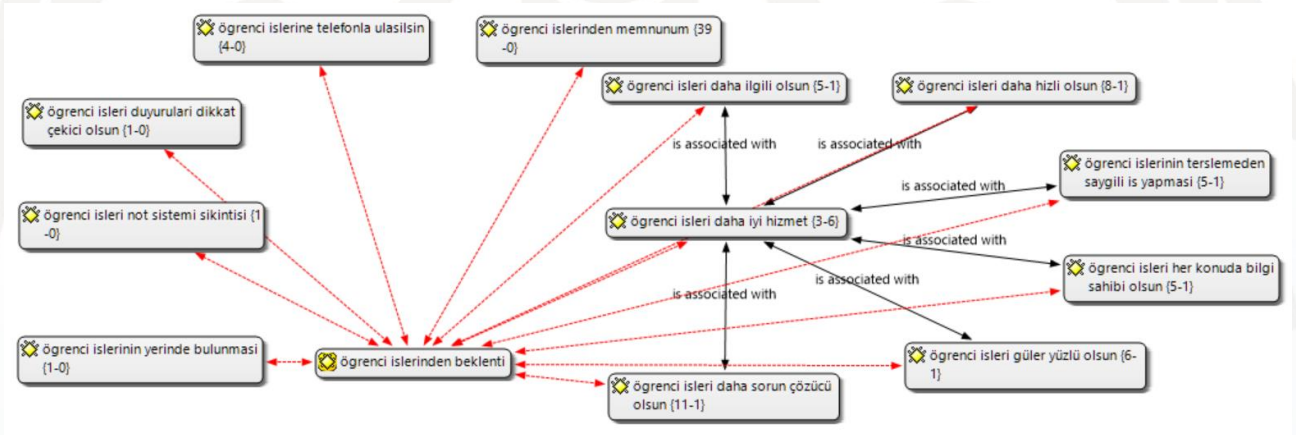 ögrenci islerine telefonla ulasilsin
{4-0}
ögrenci islerinden memnunum {39
-0}
ögrenci isleri daha ilgili olsun {5-1}
ögrenci isleri daha hizli olsun {8-1}
ögrenci isleri duyurulari dikkat
çekici olsun {1-0}
is associated with
is associated with
ögrenci islerinin terslemeden
saygili is yapmasi {5-1}
is associated with
ögrenci isleri not sistemi sikintisi {1
-0}
ögrenci isleri daha iyi hizmet {3-6}
is associated with
ögrenci isleri her konuda bilgi
sahibi olsun {5-1}
is associated with
is associated with
ögrenci islerinin yerinde bulunmasi
{1-0}
ögrenci islerinden beklenti
ögrenci isleri güler yüzlü olsun {6-
1}
ögrenci isleri daha sorun çözücü
olsun {11-1}